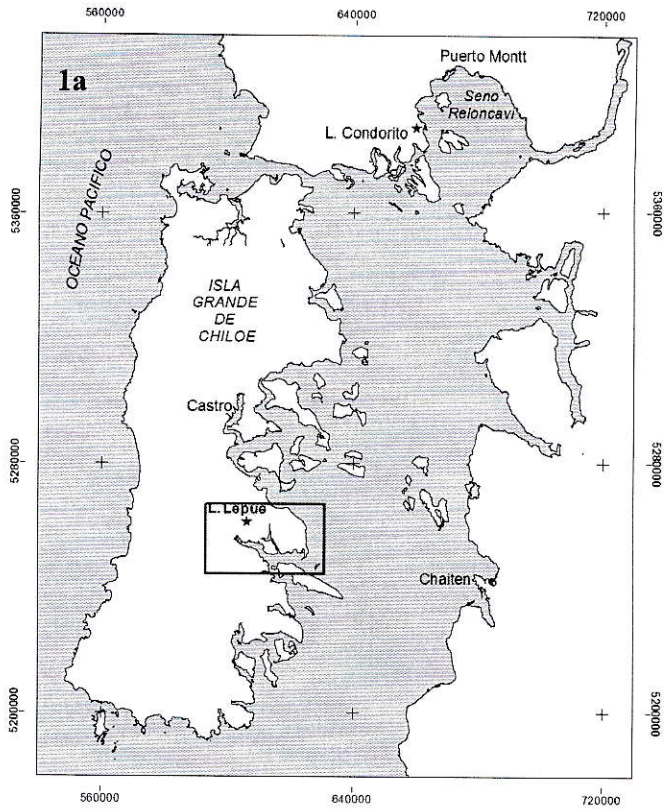 560000
640000
720000
1a
Puerto Montt
Seno
Reloncaví
L. Condorito
OCEANO PACIFICO
5360000
5360000
ISLA
GRANDE
DE
CHILOE
Castro
5280000
5280000
L. Lepue
Chaiten
5200000
5200000
560000
640000
720000